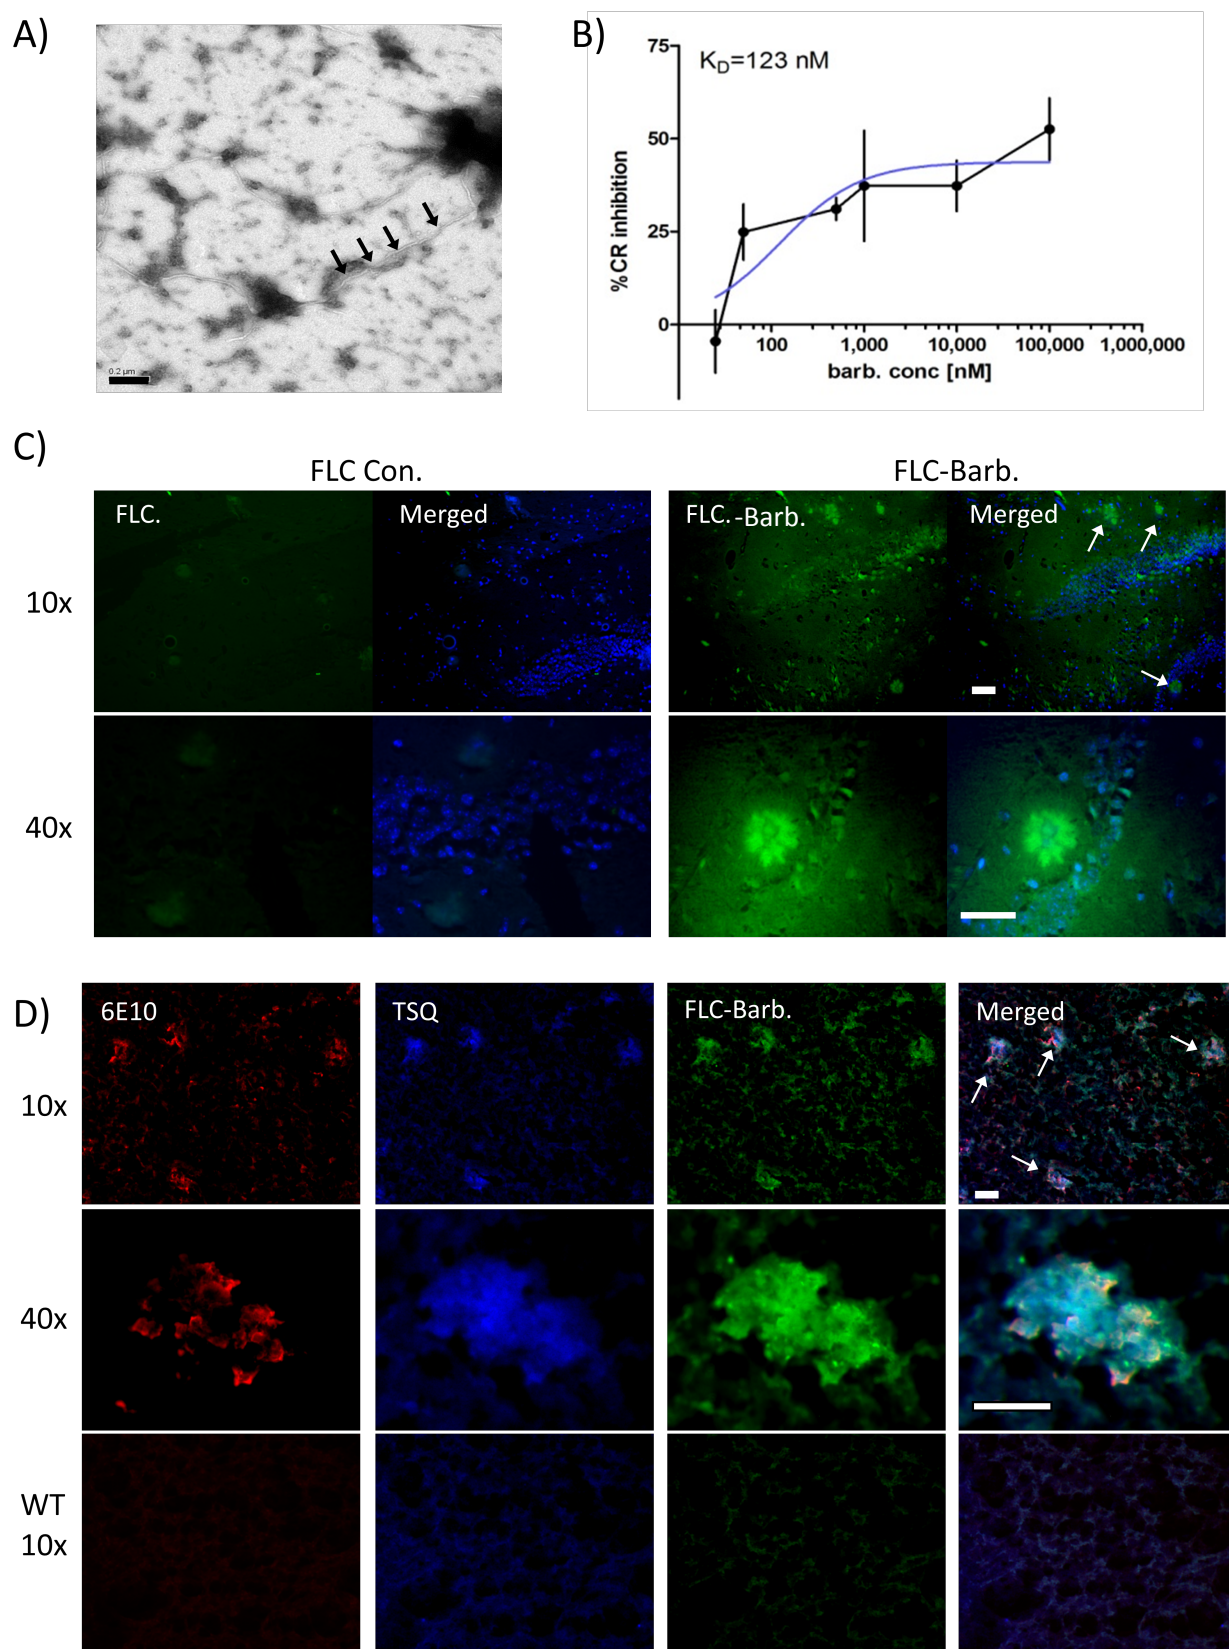 A)
0.2 µm
B)
K_D=123 nM
75
50
25
0
%CR inhibition
100 1,000 10,000 100,000 1,000,000
barb. conc [nM]
C)
FLC Con. FLC-Barb.
FLC. Merged FLC.-Barb. Merged
10x
40x
D)
6E10 TSQ FLC-Barb. Merged
10x
40x
WT
10x